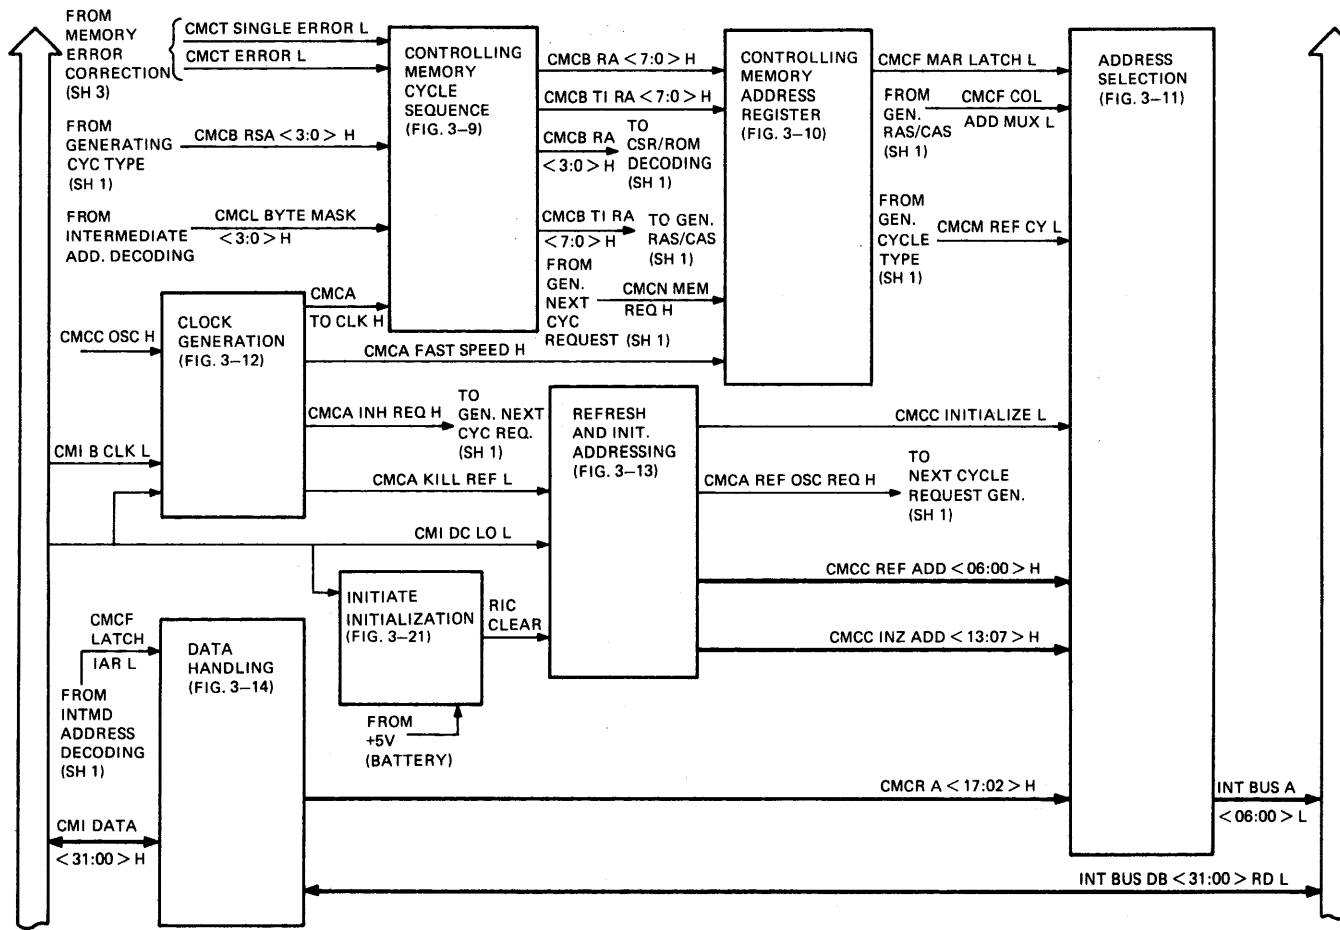 FROM
MEMORY
ERROR
CORRECTION
(SH 3)
CMCT SINGLE ERROR L
CMCT ERROR L
FROM
GENERATING
CYC TYPE
(SH 1)
CMCB RSA <3:0> H
FROM
INTERMEDIATE
ADD. DECODING
CMCL BYTE MASK
<3:0> H
CONTROLLING
MEMORY
CYCLE
SEQUENCE
(FIG. 3-9)
CMCB RA <7:0> H
CMCB TI RA <7:0> H
CMCB RA
<3:0> H
TO
CSR/ROM
DECODING
(SH 1)
CMCB TI RA
<7:0> H
TO GEN.
RAS/CAS
(SH 1)
FROM
GEN.
NEXT
CYC
REQUEST (SH 1)
CMCN MEM
REQ H
CONTROLLING
MEMORY
ADDRESS
REGISTER
(FIG. 3-10)
CMCF MAR LATCH L
FROM
GEN.
RAS/CAS
(SH 1)
CMCF COL
ADD MUX L
FROM
GEN.
CYCLE
TYPE
(SH 1)
CMCM REF CY L
ADDRESS
SELECTION
(FIG. 3-11)
CMCC OSC H
CLOCK
GENERATION
(FIG. 3-12)
CMCA
TO CLK H
CMCA FAST SPEED H
CMCA INH REQ H
TO
GEN. NEXT
CYC REQ.
(SH 1)
CMI B CLK L
CMCA KILL REF L
CMI DC LO L
REFRESH
AND INIT.
ADDRESSING
(FIG. 3-13)
CMCC INITIALIZE L
CMCA REF OSC REQ H
TO
NEXT CYCLE
REQUEST GEN.
(SH 1)
CMCC REF ADD <06:00> H
CMCC INZ ADD <13:07> H
INITIATE
INITIALIZATION
(FIG. 3-21)
RIC
CLEAR
FROM
+5V
(BATTERY)
CMCF
LATCH
IAR L
FROM
INTMD
ADDRESS
DECODING
(SH 1)
DATA
HANDLING
(FIG. 3-14)
CMI DATA
<31:00> H
CMCR A <17:02> H
INT BUS A
<06:00> L
INT BUS DB <31:00> RD L